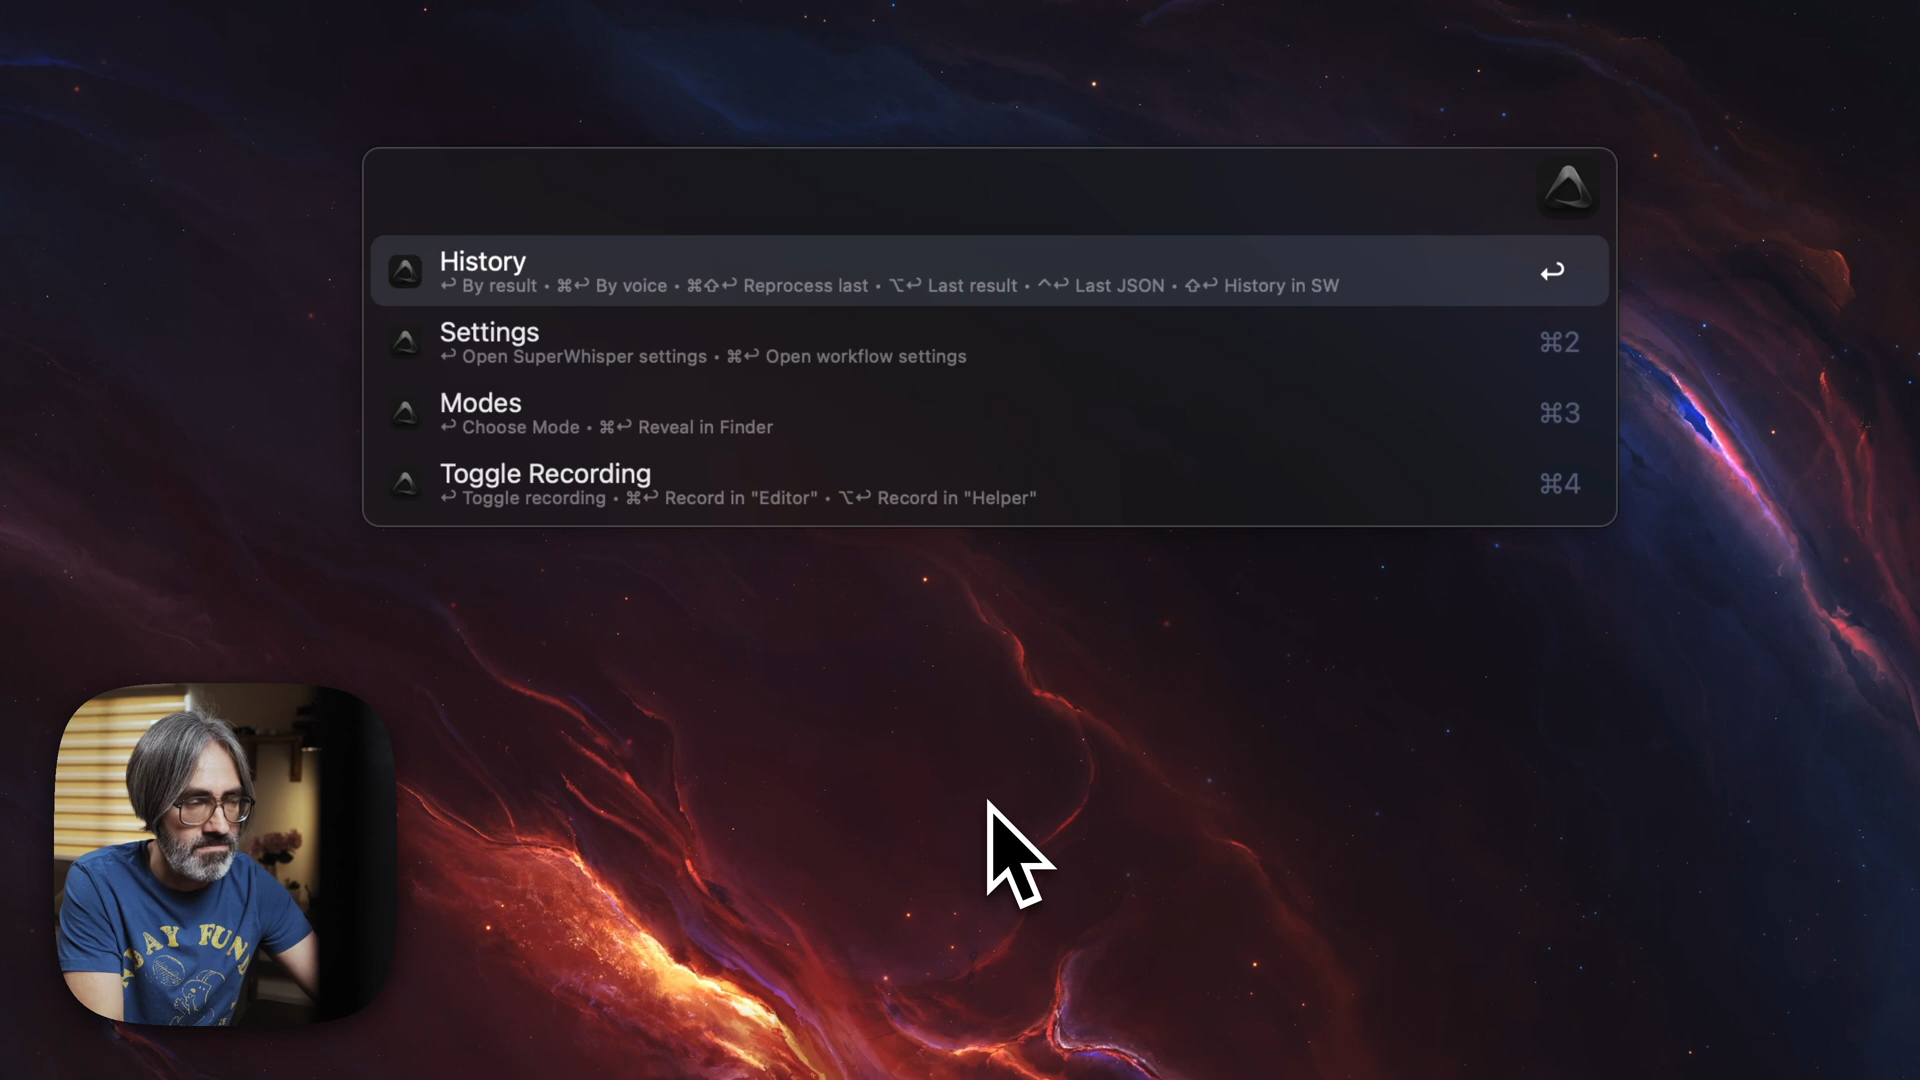 History
↩ By result • ⌘↩ By voice • ⌘⇧↩ Reprocess last • ⌥↩ Last result • ^↩ Last JSON • ⇧↩ History in SW
↩
Settings
↩ Open SuperWhisper settings • ⌘↩ Open workflow settings
⌘2
Modes
↩ Choose Mode • ⌘↩ Reveal in Finder
⌘3
Toggle Recording
↩ Toggle recording • ⌘↩ Record in "Editor" • ⌥↩ Record in "Helper"
⌘4
FUN